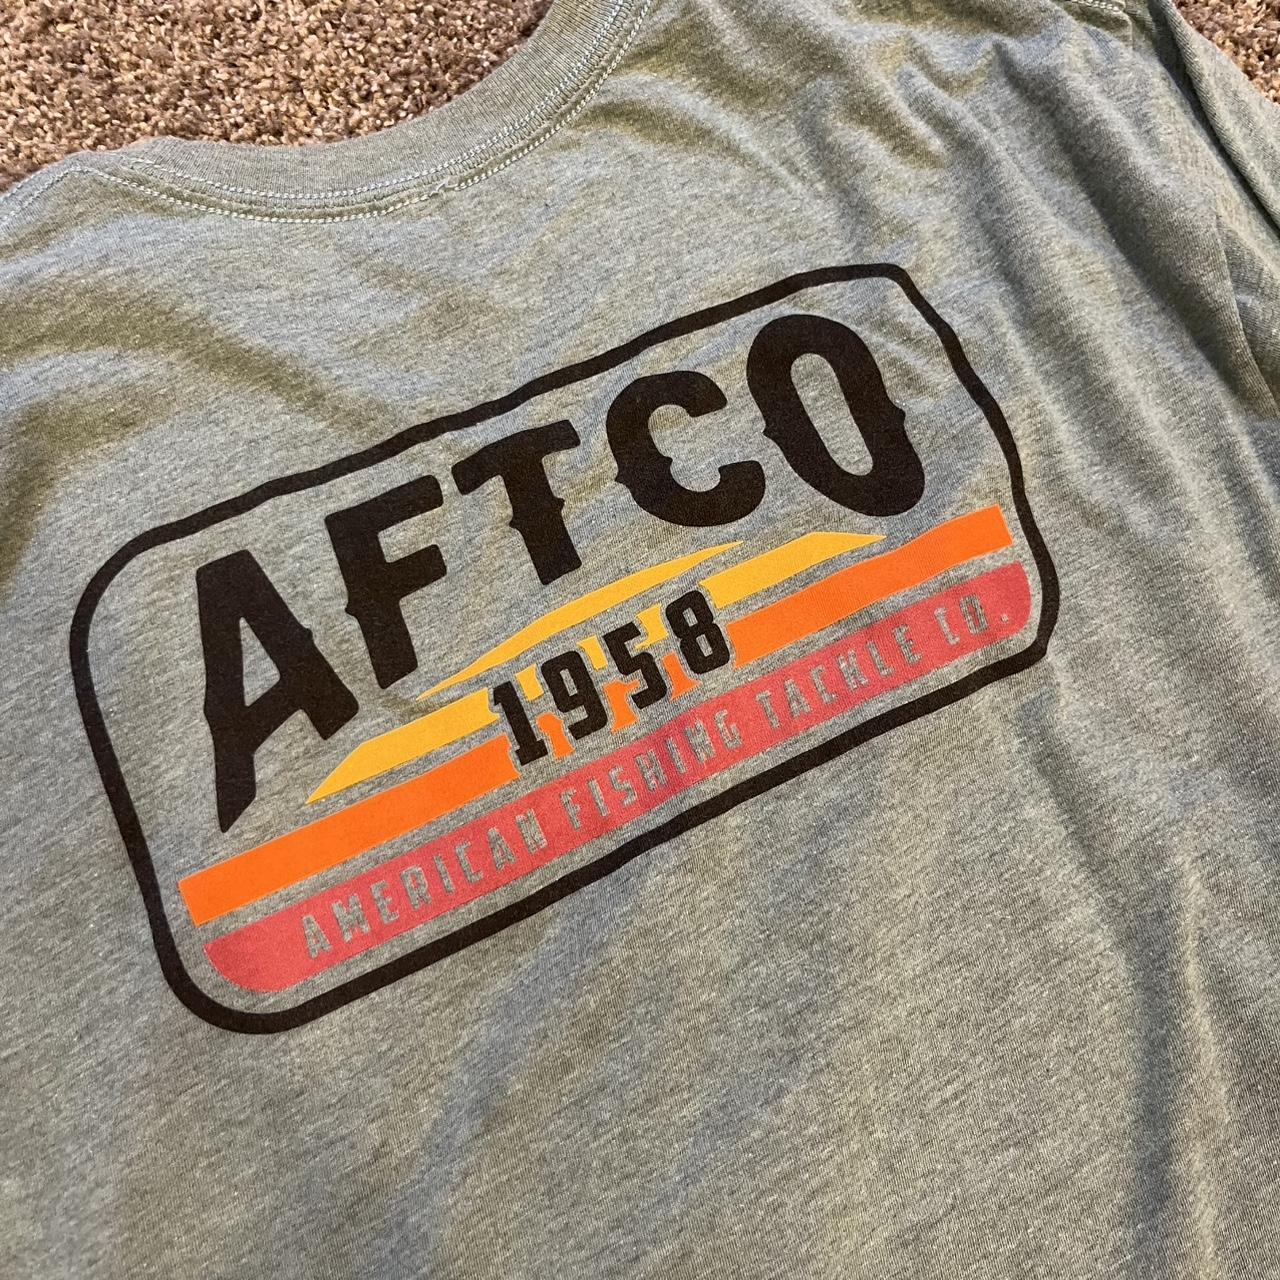 AFTCO
1958
AMERICAN FISHING TACKLE CO.